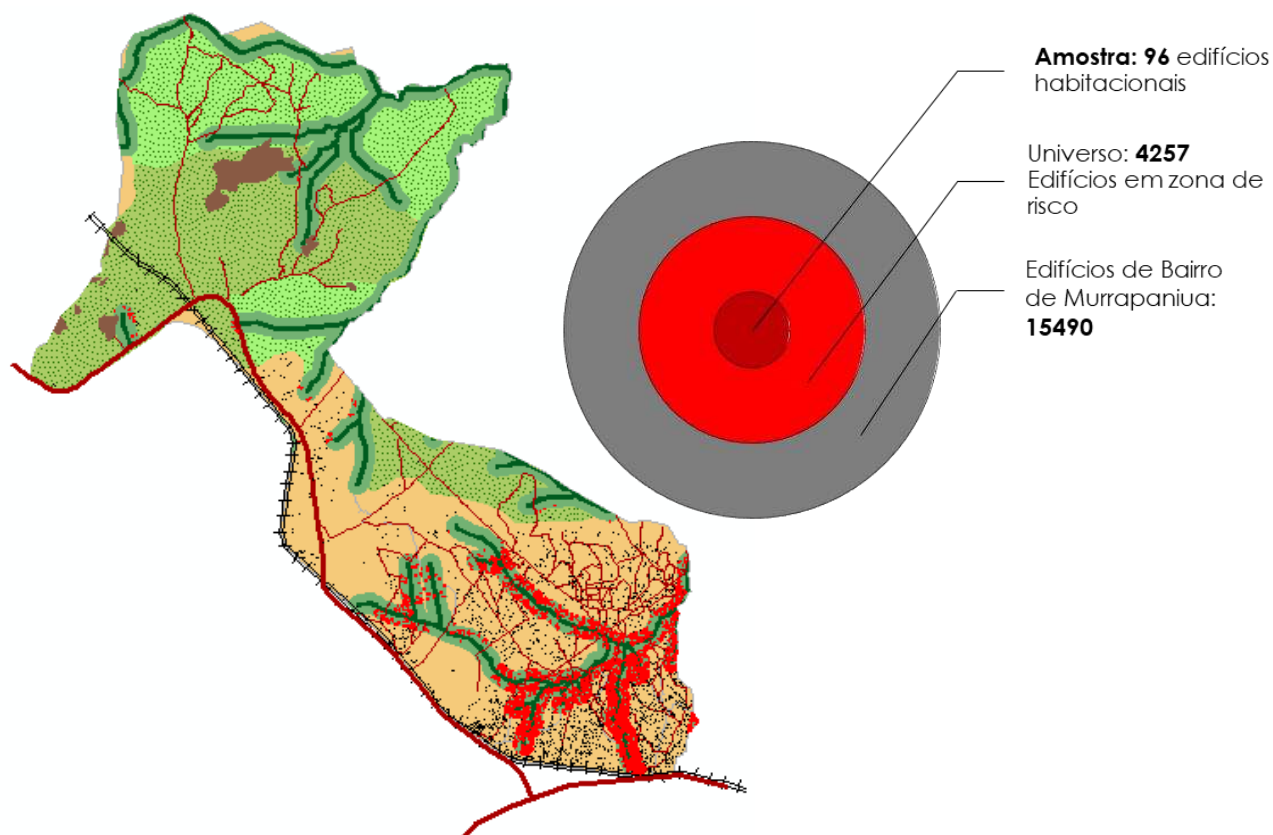 Amostra: 96 edifícios
habitacionais
Universo: 4257
Edifícios em zona de
risco
Edifícios de Bairro
de Murrapaniua:
15490